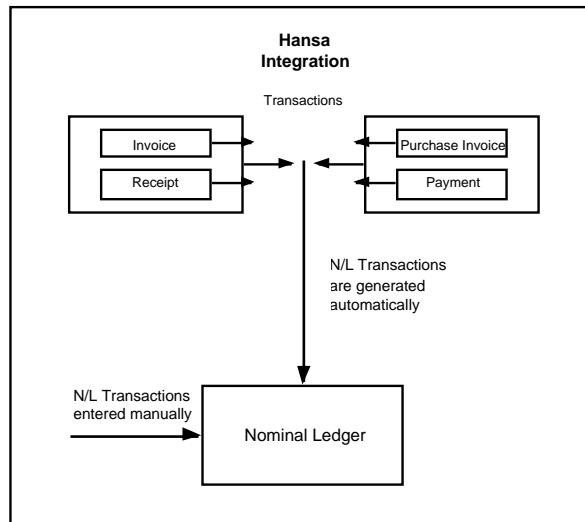 Hansa
Integration
Transactions
Invoice
Receipt
Purchase Invoice
Payment
N/L Transactions
are generated
automatically
N/L Transactions
entered manually
Nominal Ledger